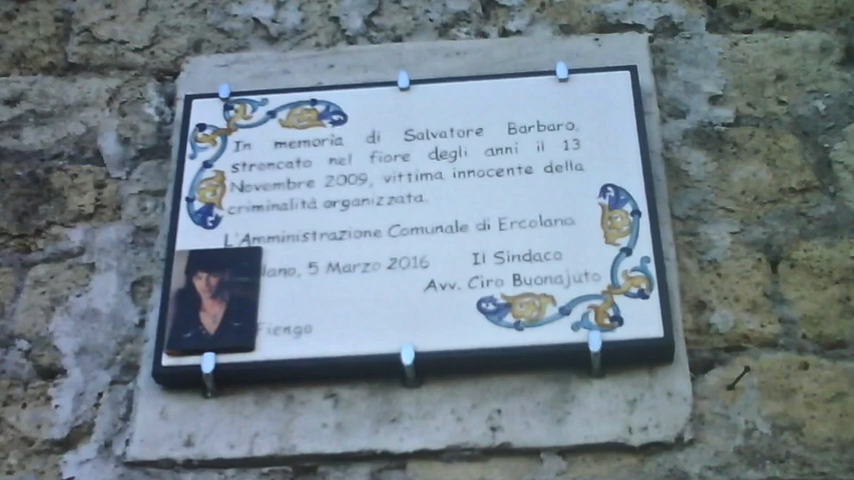 In memoria di Salvatore Barbaro,
stroncato nel fiore degli anni il 13
Novembre 2009, vittima innocente della
criminalità organizzata.
L'Amministrazione Comunale di Ercolano
lano, 5 Marzo 2016 Il Sindaco
Avv. Ciro Buonajuto
Fiengo